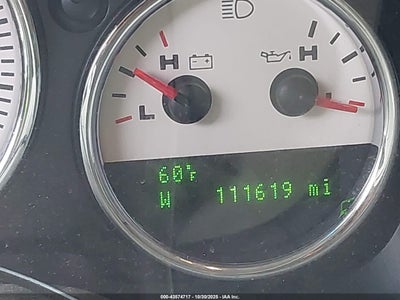 H
H
L
60°F
W 111619 mi
000-43574717 - 10/30/2025 - IAA Inc.